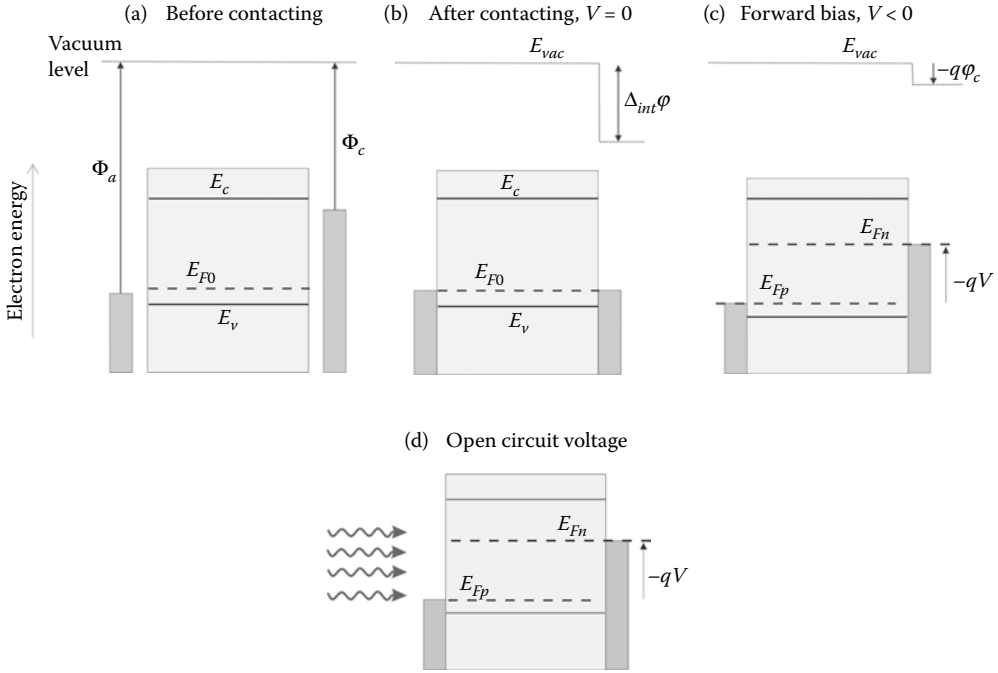 (a) Before contacting
(b) After contacting, V = 0
(c) Forward bias, V < 0
Vacuum
level
E_vac
E_vac
−qφ_c
Δ_int φ
Φ_a
Φ_c
Electron energy
E_c
E_F0
E_v
E_c
E_F0
E_v
E_Fn
E_Fp
−qV
(d) Open circuit voltage
E_Fn
E_Fp
−qV